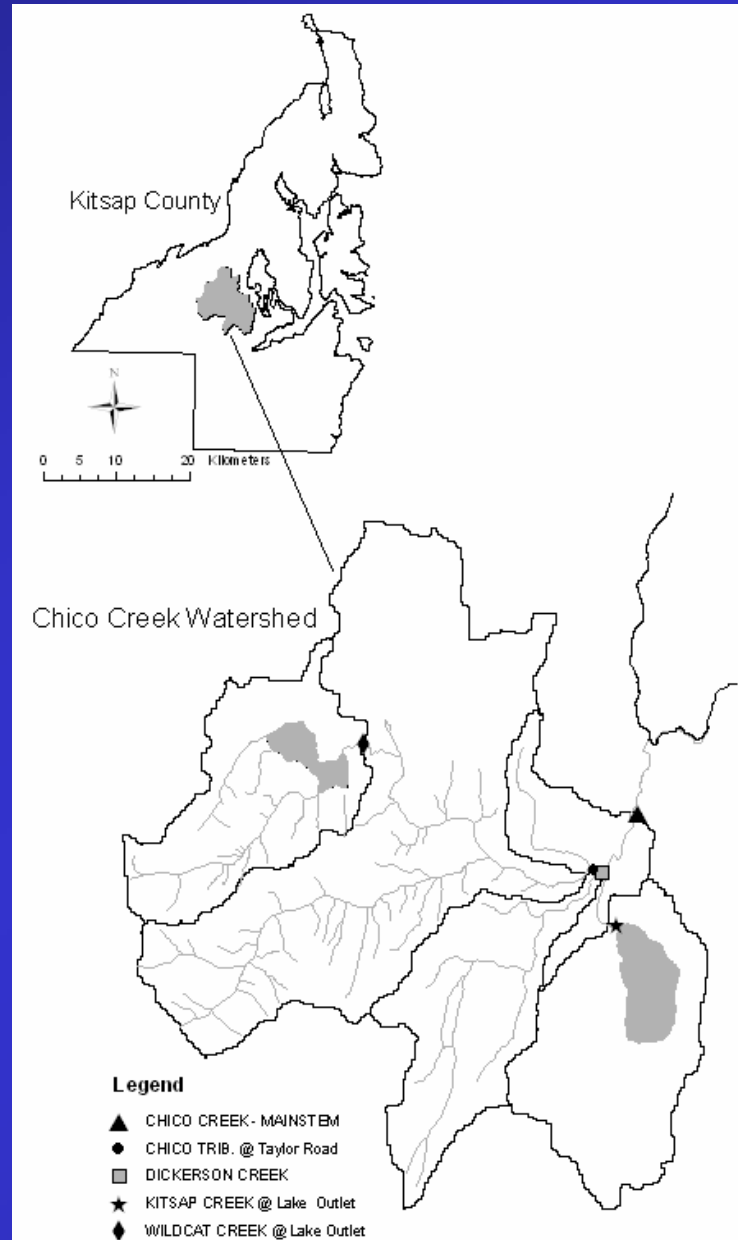 Kitsap County
N
0 5 10 20 Kilometers
Chico Creek Watershed
Legend
CHICO CREEK- MAINSTEM
CHICO TRIB. @ Taylor Road
DICKERSON CREEK
KITSAP CREEK @ Lake Outlet
WILDCAT CREEK @ Lake Outlet